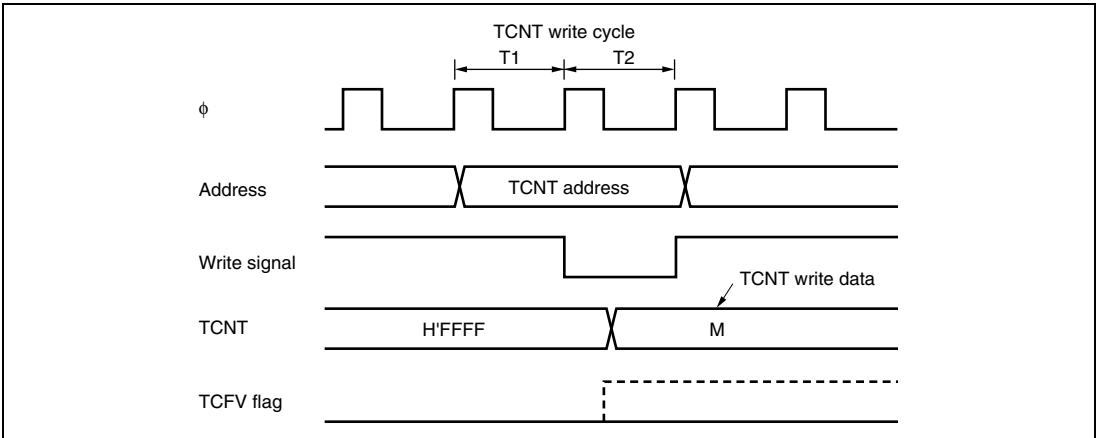 TCNT write cycle
T1 T2
ϕ
Address TCNT address
Write signal
TCNT write data
TCNT H'FFFF M
TCFV flag